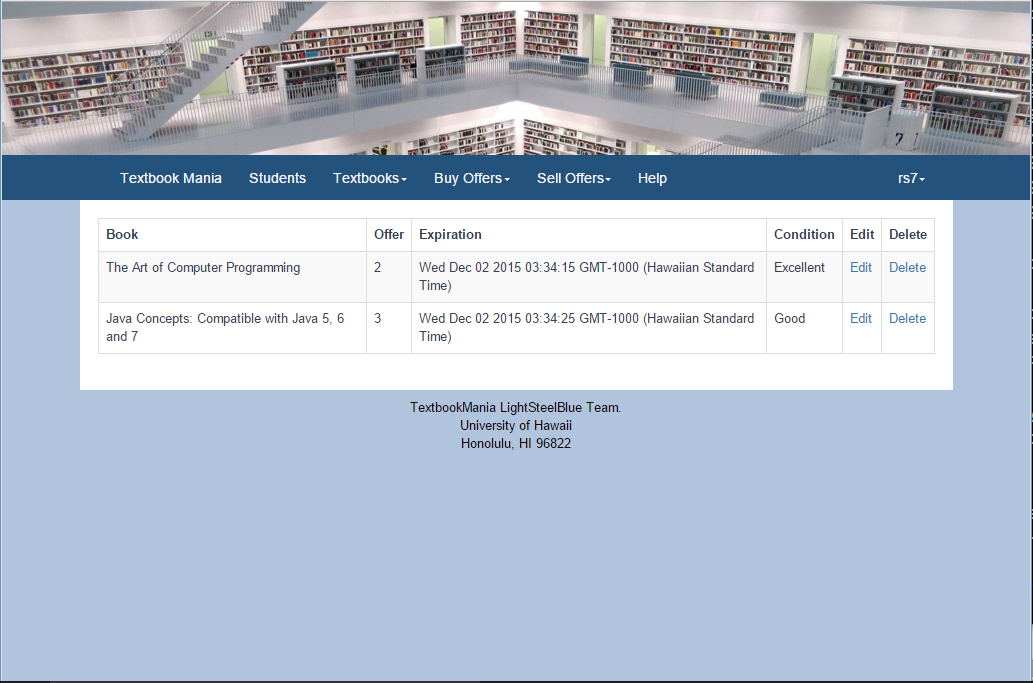 7
Textbook Mania Students Textbooks Buy Offers Sell Offers Help rs7
Book Offer Expiration Condition Edit Delete
The Art of Computer Programming 2 Wed Dec 02 2015 03:34:15 GMT-1000 (Hawaiian Standard Excellent Edit Delete
Time)
Java Concepts: Compatible with Java 5, 6 3 Wed Dec 02 2015 03:34:25 GMT-1000 (Hawaiian Standard Good Edit Delete
and 7 Time)
TextbookMania LightSteelBlue Team.
University of Hawaii
Honolulu, HI 96822